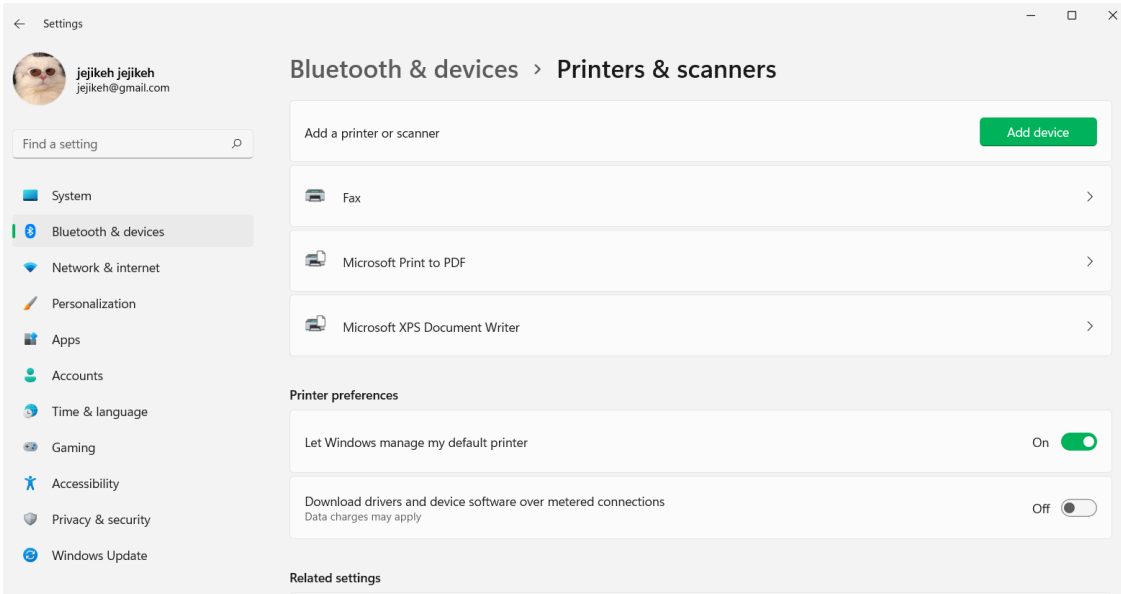 Settings
jejikeh jejikeh
jejikeh@gmail.com
Find a setting
System
Bluetooth & devices
Network & internet
Personalization
Apps
Accounts
Time & language
Gaming
Accessibility
Privacy & security
Windows Update
Bluetooth & devices › Printers & scanners
Add a printer or scanner Add device
Fax
Microsoft Print to PDF
Microsoft XPS Document Writer
Printer preferences
Let Windows manage my default printer On
Download drivers and device software over metered connections Off
Data charges may apply
Related settings